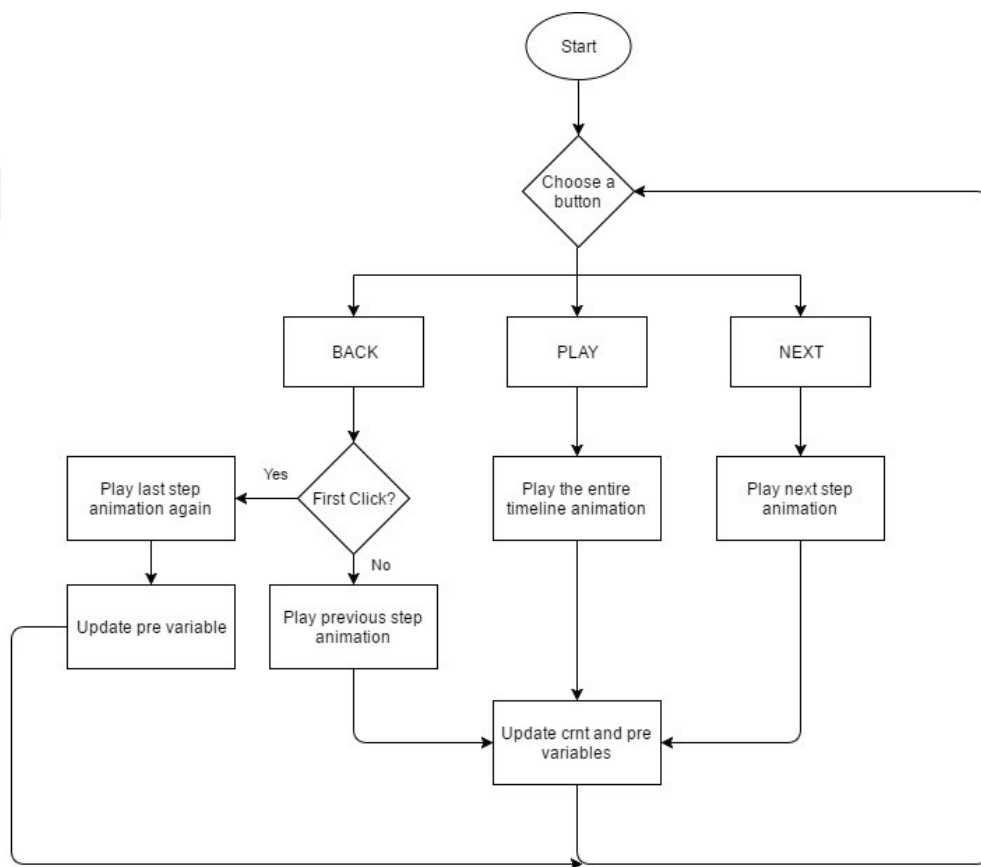 Start
Choose a
button
BACK
PLAY
NEXT
Yes
First Click?
No
Play last step
animation again
Play the entire
timeline animation
Play next step
animation
Update pre variable
Play previous step
animation
Update crnt and pre
variables